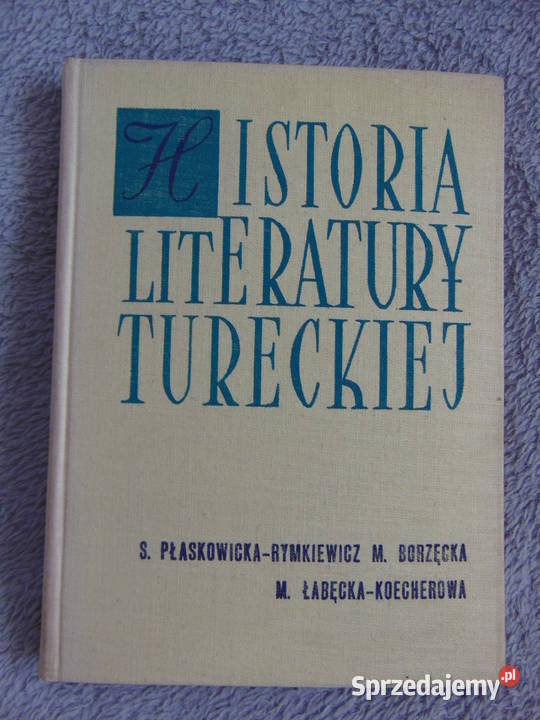 HISTORIA
LITERATURY
TURECKIEJ
S. PŁASKOWICKA-RYMKIEWICZ M. BORZĘCKA
M. ŁABĘCKA-KOECHEROWA
Sprzedajemy.pl